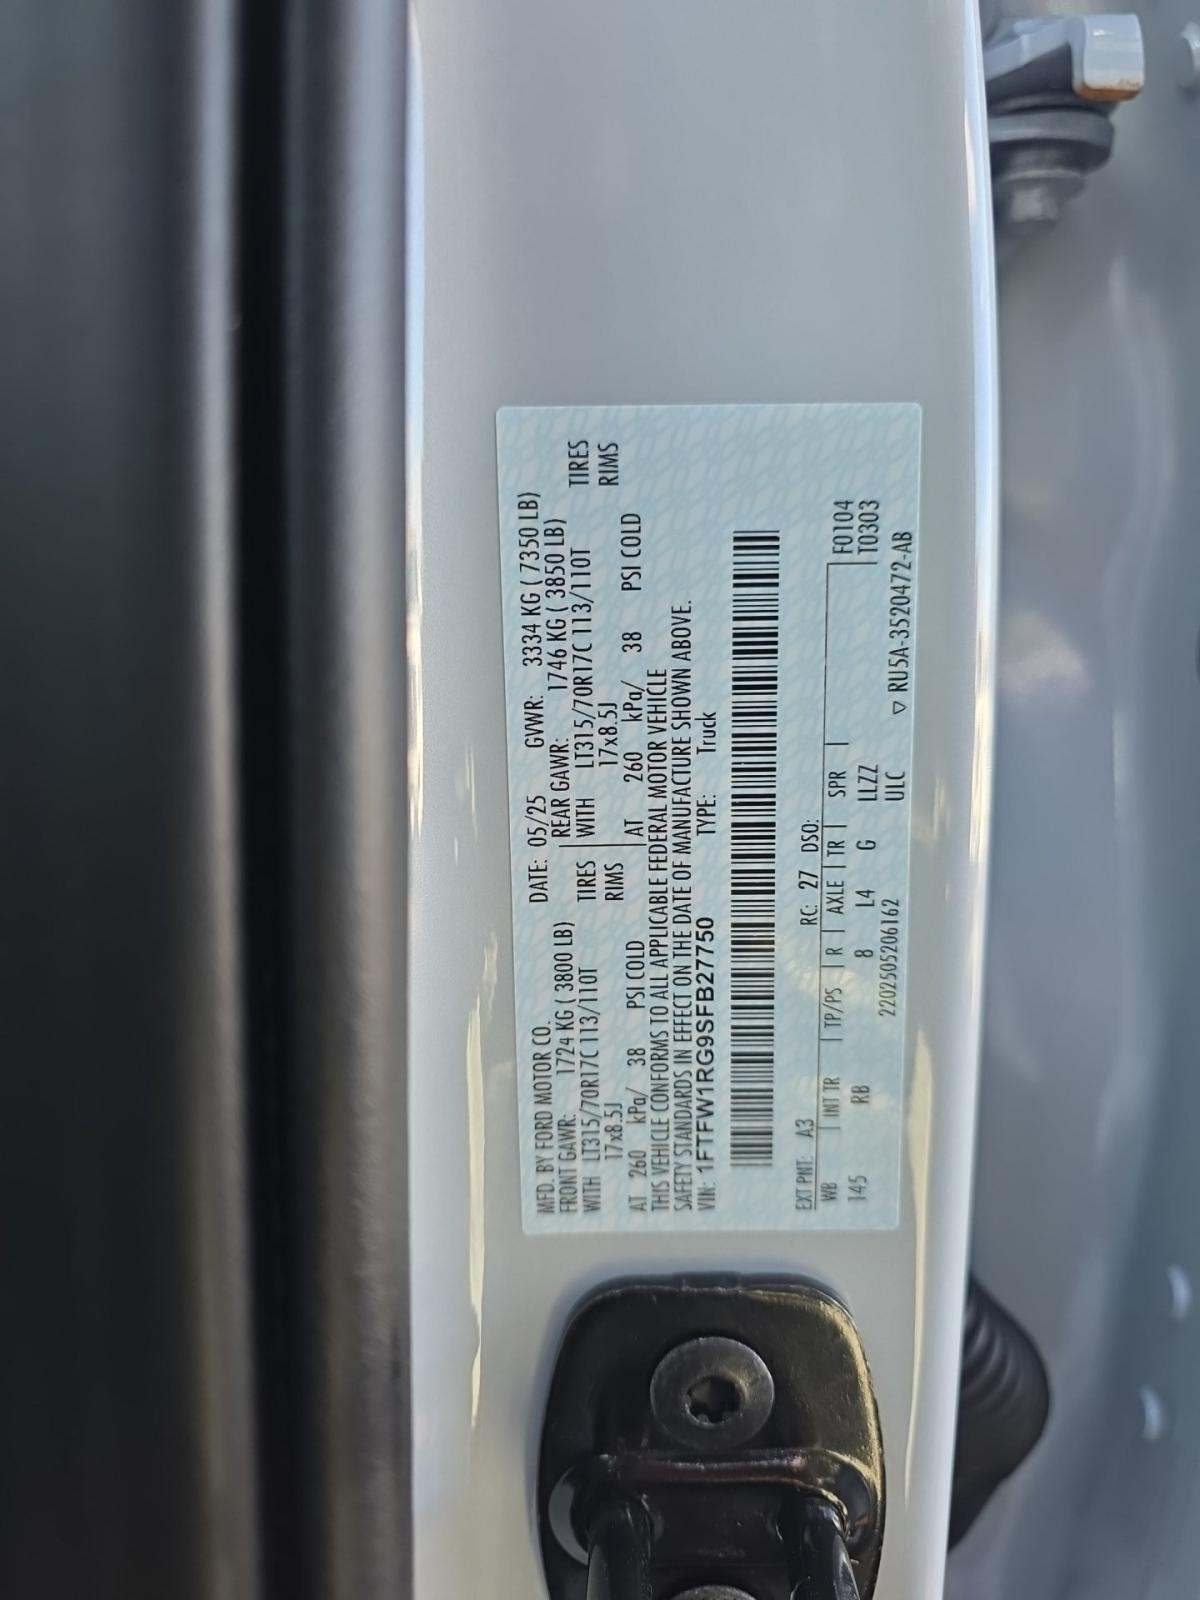 MFD. BY FORD MOTOR CO.
DATE: 05/25 GVWR: 3334 KG ( 7350 LB)
FRONT GAWR: 1724 KG ( 3800 LB)
REAR GAWR: 1746 KG ( 3850 LB)
WITH LT315/70R17C 113/110T TIRES
WITH LT315/70R17C 113/110T TIRES
17x8.5J RIMS
17x8.5J RIMS
AT 260 kPa/ 38 PSI COLD
AT 260 kPa/ 38 PSI COLD
THIS VEHICLE CONFORMS TO ALL APPLICABLE FEDERAL MOTOR VEHICLE
SAFETY STANDARDS IN EFFECT ON THE DATE OF MANUFACTURE SHOWN ABOVE.
VIN: 1FTFW1RG9SFB27750 TYPE: Truck
EXT PNT: A3 RC: 27 DSO:
WB INT TR TP/PS R AXLE TR SPR F0104
T0303
145 RB 8 L4 G LLZZ
2202505206162 ULC ▽ RU5A-3520472-AB